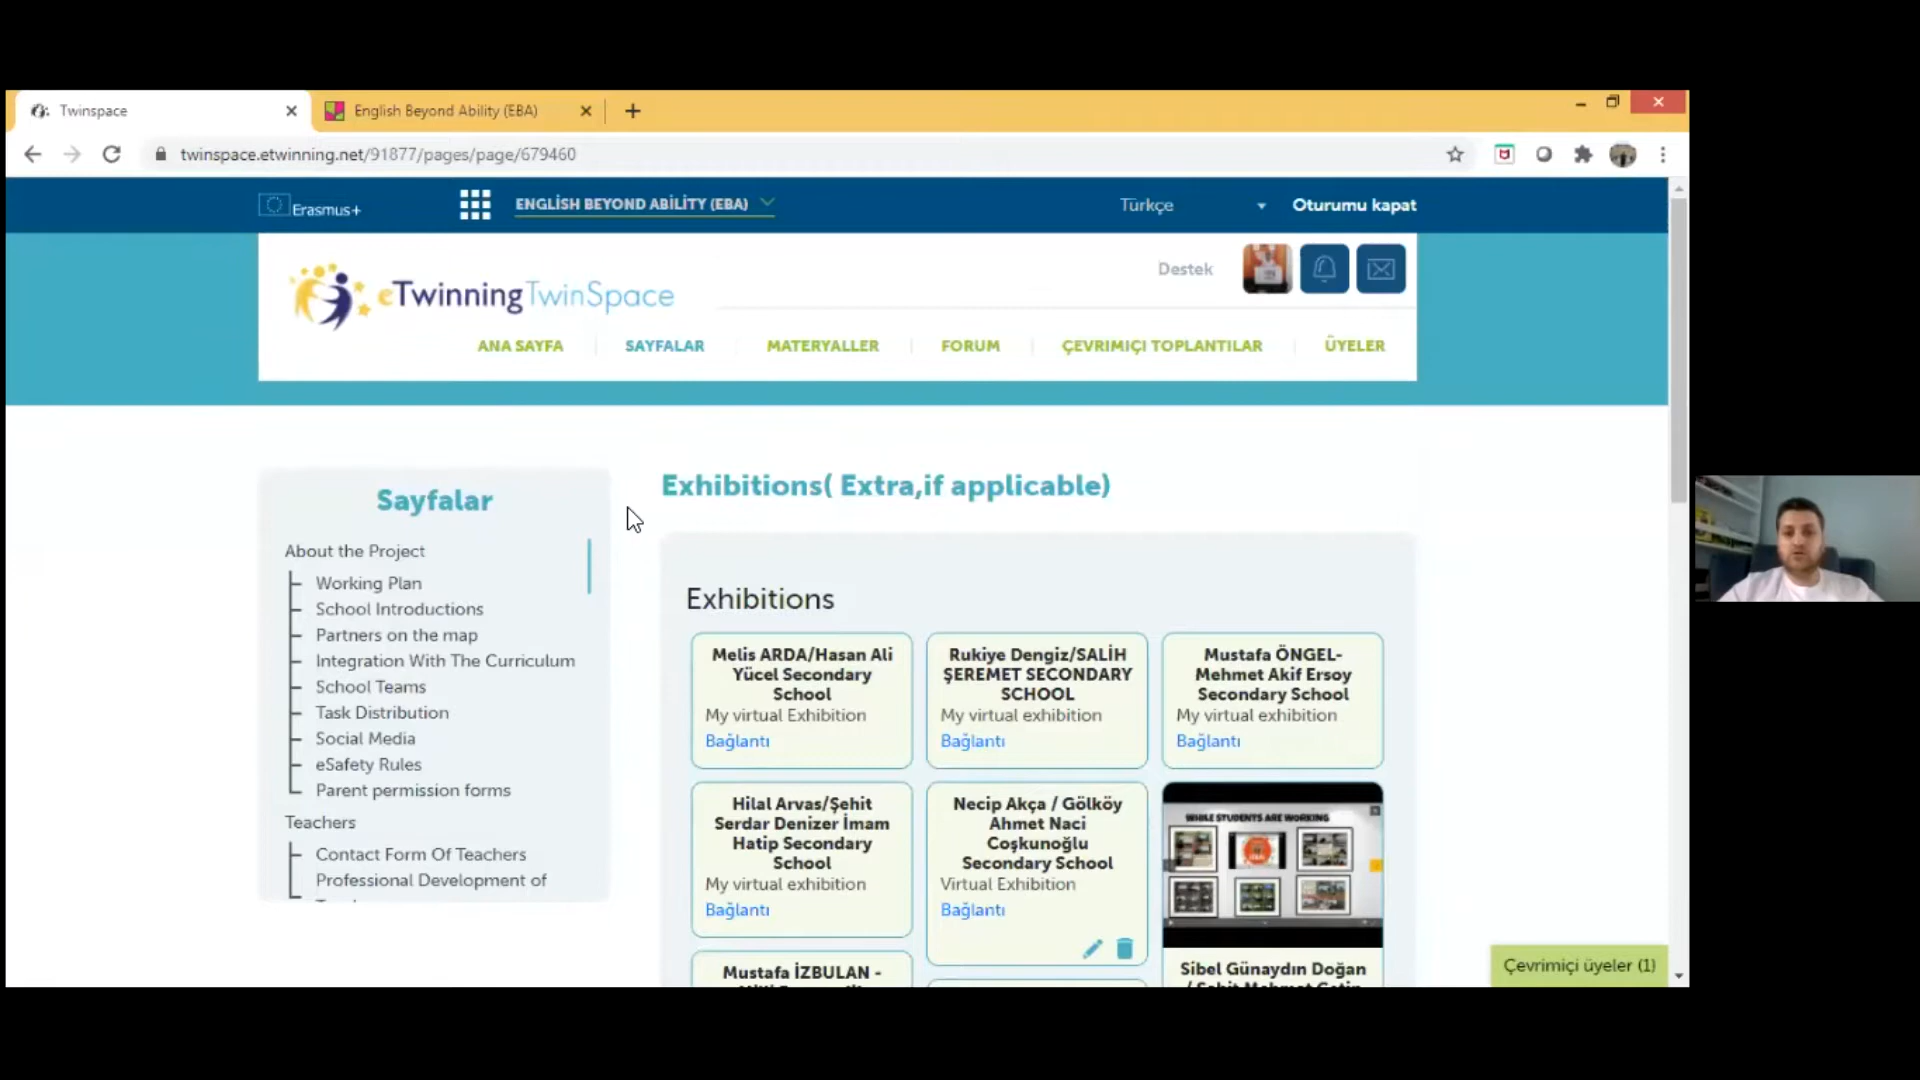 Twinspace
English Beyond Ability (EBA)
twinspace.etwinning.net/91877/pages/page/679460
Erasmus+
ENGLİSH BEYOND ABİLİTY (EBA)
Türkçe
Oturumu kapat
Destek
eTwinningTwinSpace
ANA SAYFA
SAYFALAR
MATERYALLER
FORUM
ÇEVRIMIÇI TOPLANTILAR
ÜYELER
Sayfalar
About the Project
Working Plan
School Introductions
Partners on the map
Integration With The Curriculum
School Teams
Task Distribution
Social Media
eSafety Rules
Parent permission forms
Teachers
Contact Form Of Teachers
Professional Development of
Exhibitions( Extra,if applicable)
Exhibitions
Melis ARDA/Hasan Ali
Yücel Secondary
School
My virtual Exhibition
Bağlantı
Rukiye Dengiz/SALİH
ŞEREMET SECONDARY
SCHOOL
My virtual exhibition
Bağlantı
Mustafa ÖNGEL-
Mehmet Akif Ersoy
Secondary School
My virtual exhibition
Bağlantı
Hilal Arvas/Şehit
Serdar Denizer İmam
Hatip Secondary
School
My virtual exhibition
Bağlantı
Necip Akça / Gölköy
Ahmet Naci
Coşkunoğlu
Secondary School
Virtual Exhibition
Bağlantı
WHILE STUDENTS ARE WORKING
Sibel Günaydın Doğan
Mustafa İZBULAN -
Çevrimiçi üyeler (1)